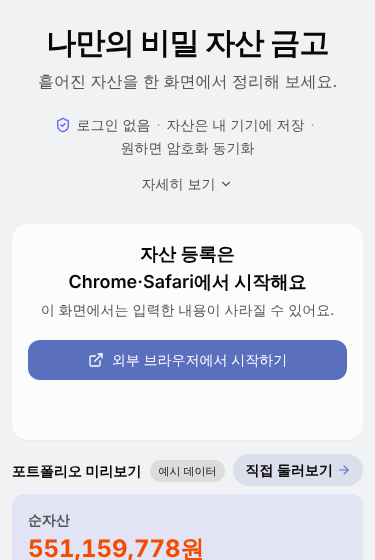 나만의 비밀 자산 금고
흩어진 자산을 한 화면에서 정리해 보세요.
로그인 없음 · 자산은 내 기기에 저장 ·
원하면 암호화 동기화
자세히 보기
자산 등록은
Chrome·Safari에서 시작해요
이 화면에서는 입력한 내용이 사라질 수 있어요.
외부 브라우저에서 시작하기
포트폴리오 미리보기 예시 데이터 직접 둘러보기
순자산
551,159,778원